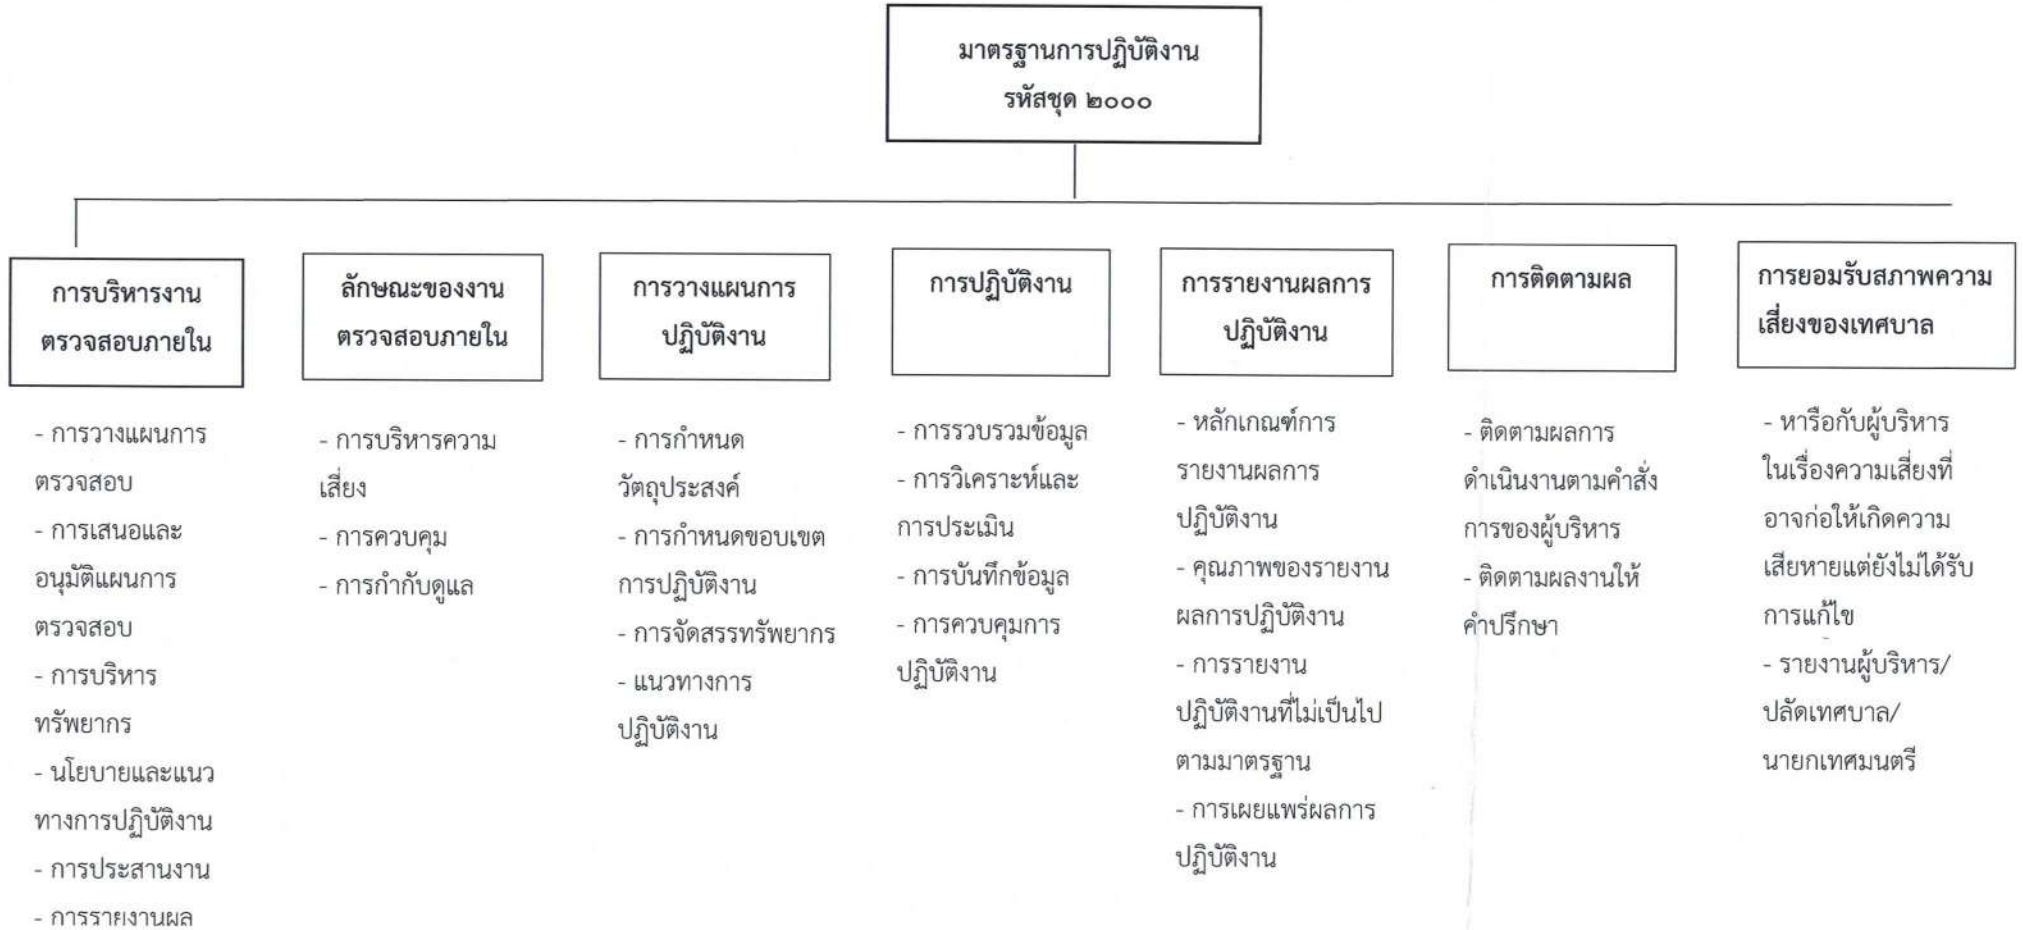 มาตรฐานการปฏิบัติงาน
รหัสชุด ๒๐๐๐
การบริหารงาน
ตรวจสอบภายใน
- การวางแผนการ
ตรวจสอบ
- การเสนอและ
อนุมัติแผนการ
ตรวจสอบ
- การบริหาร
ทรัพยากร
- นโยบายและแนว
ทางการปฏิบัติงาน
- การประสานงาน
- การรายงานผล
ลักษณะของงาน
ตรวจสอบภายใน
- การบริหารความ
เสี่ยง
- การควบคุม
- การกำกับดูแล
การวางแผนการ
ปฏิบัติงาน
- การกำหนด
วัตถุประสงค์
- การกำหนดขอบเขต
การปฏิบัติงาน
- การจัดสรรทรัพยากร
- แนวทางการ
ปฏิบัติงาน
การปฏิบัติงาน
- การรวบรวมข้อมูล
- การวิเคราะห์และ
การประเมิน
- การบันทึกข้อมูล
- การควบคุมการ
ปฏิบัติงาน
การรายงานผลการ
ปฏิบัติงาน
- หลักเกณฑ์การ
รายงานผลการ
ปฏิบัติงาน
- คุณภาพของรายงาน
ผลการปฏิบัติงาน
- การรายงาน
ปฏิบัติงานที่ไม่เป็นไป
ตามมาตรฐาน
- การเผยแพร่ผลการ
ปฏิบัติงาน
การติดตามผล
- ติดตามผลการ
ดำเนินงานตามคำสั่ง
การของผู้บริหาร
- ติดตามผลงานให้
คำปรึกษา
การยอมรับสภาพความ
เสี่ยงของเทศบาล
- หารือกับผู้บริหาร
ในเรื่องความเสี่ยงที่
อาจก่อให้เกิดความ
เสียหายแต่ยังไม่ได้รับ
การแก้ไข
- รายงานผู้บริหาร/
ปลัดเทศบาล/
นายกเทศมนตรี